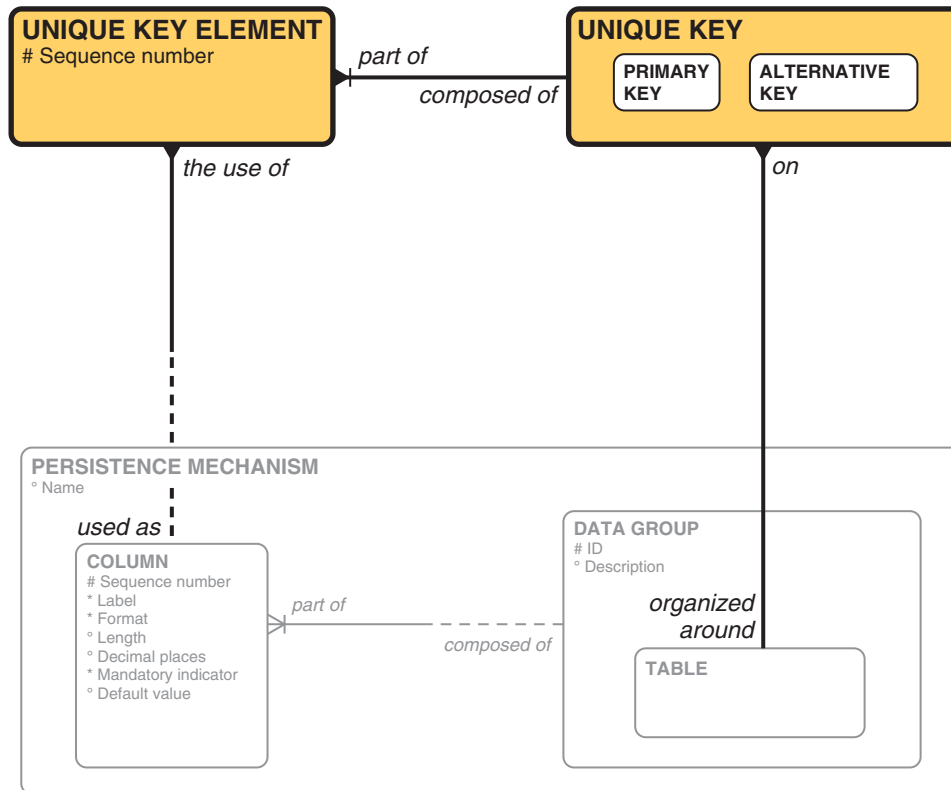 UNIQUE KEY ELEMENT
# Sequence number
part of
composed of
UNIQUE KEY
PRIMARY
KEY
ALTERNATIVE
KEY
the use of
on
PERSISTENCE MECHANISM
° Name
used as
COLUMN
# Sequence number
* Label
* Format
° Length
° Decimal places
* Mandatory indicator
° Default value
part of
composed of
DATA GROUP
# ID
° Description
organized
around
TABLE